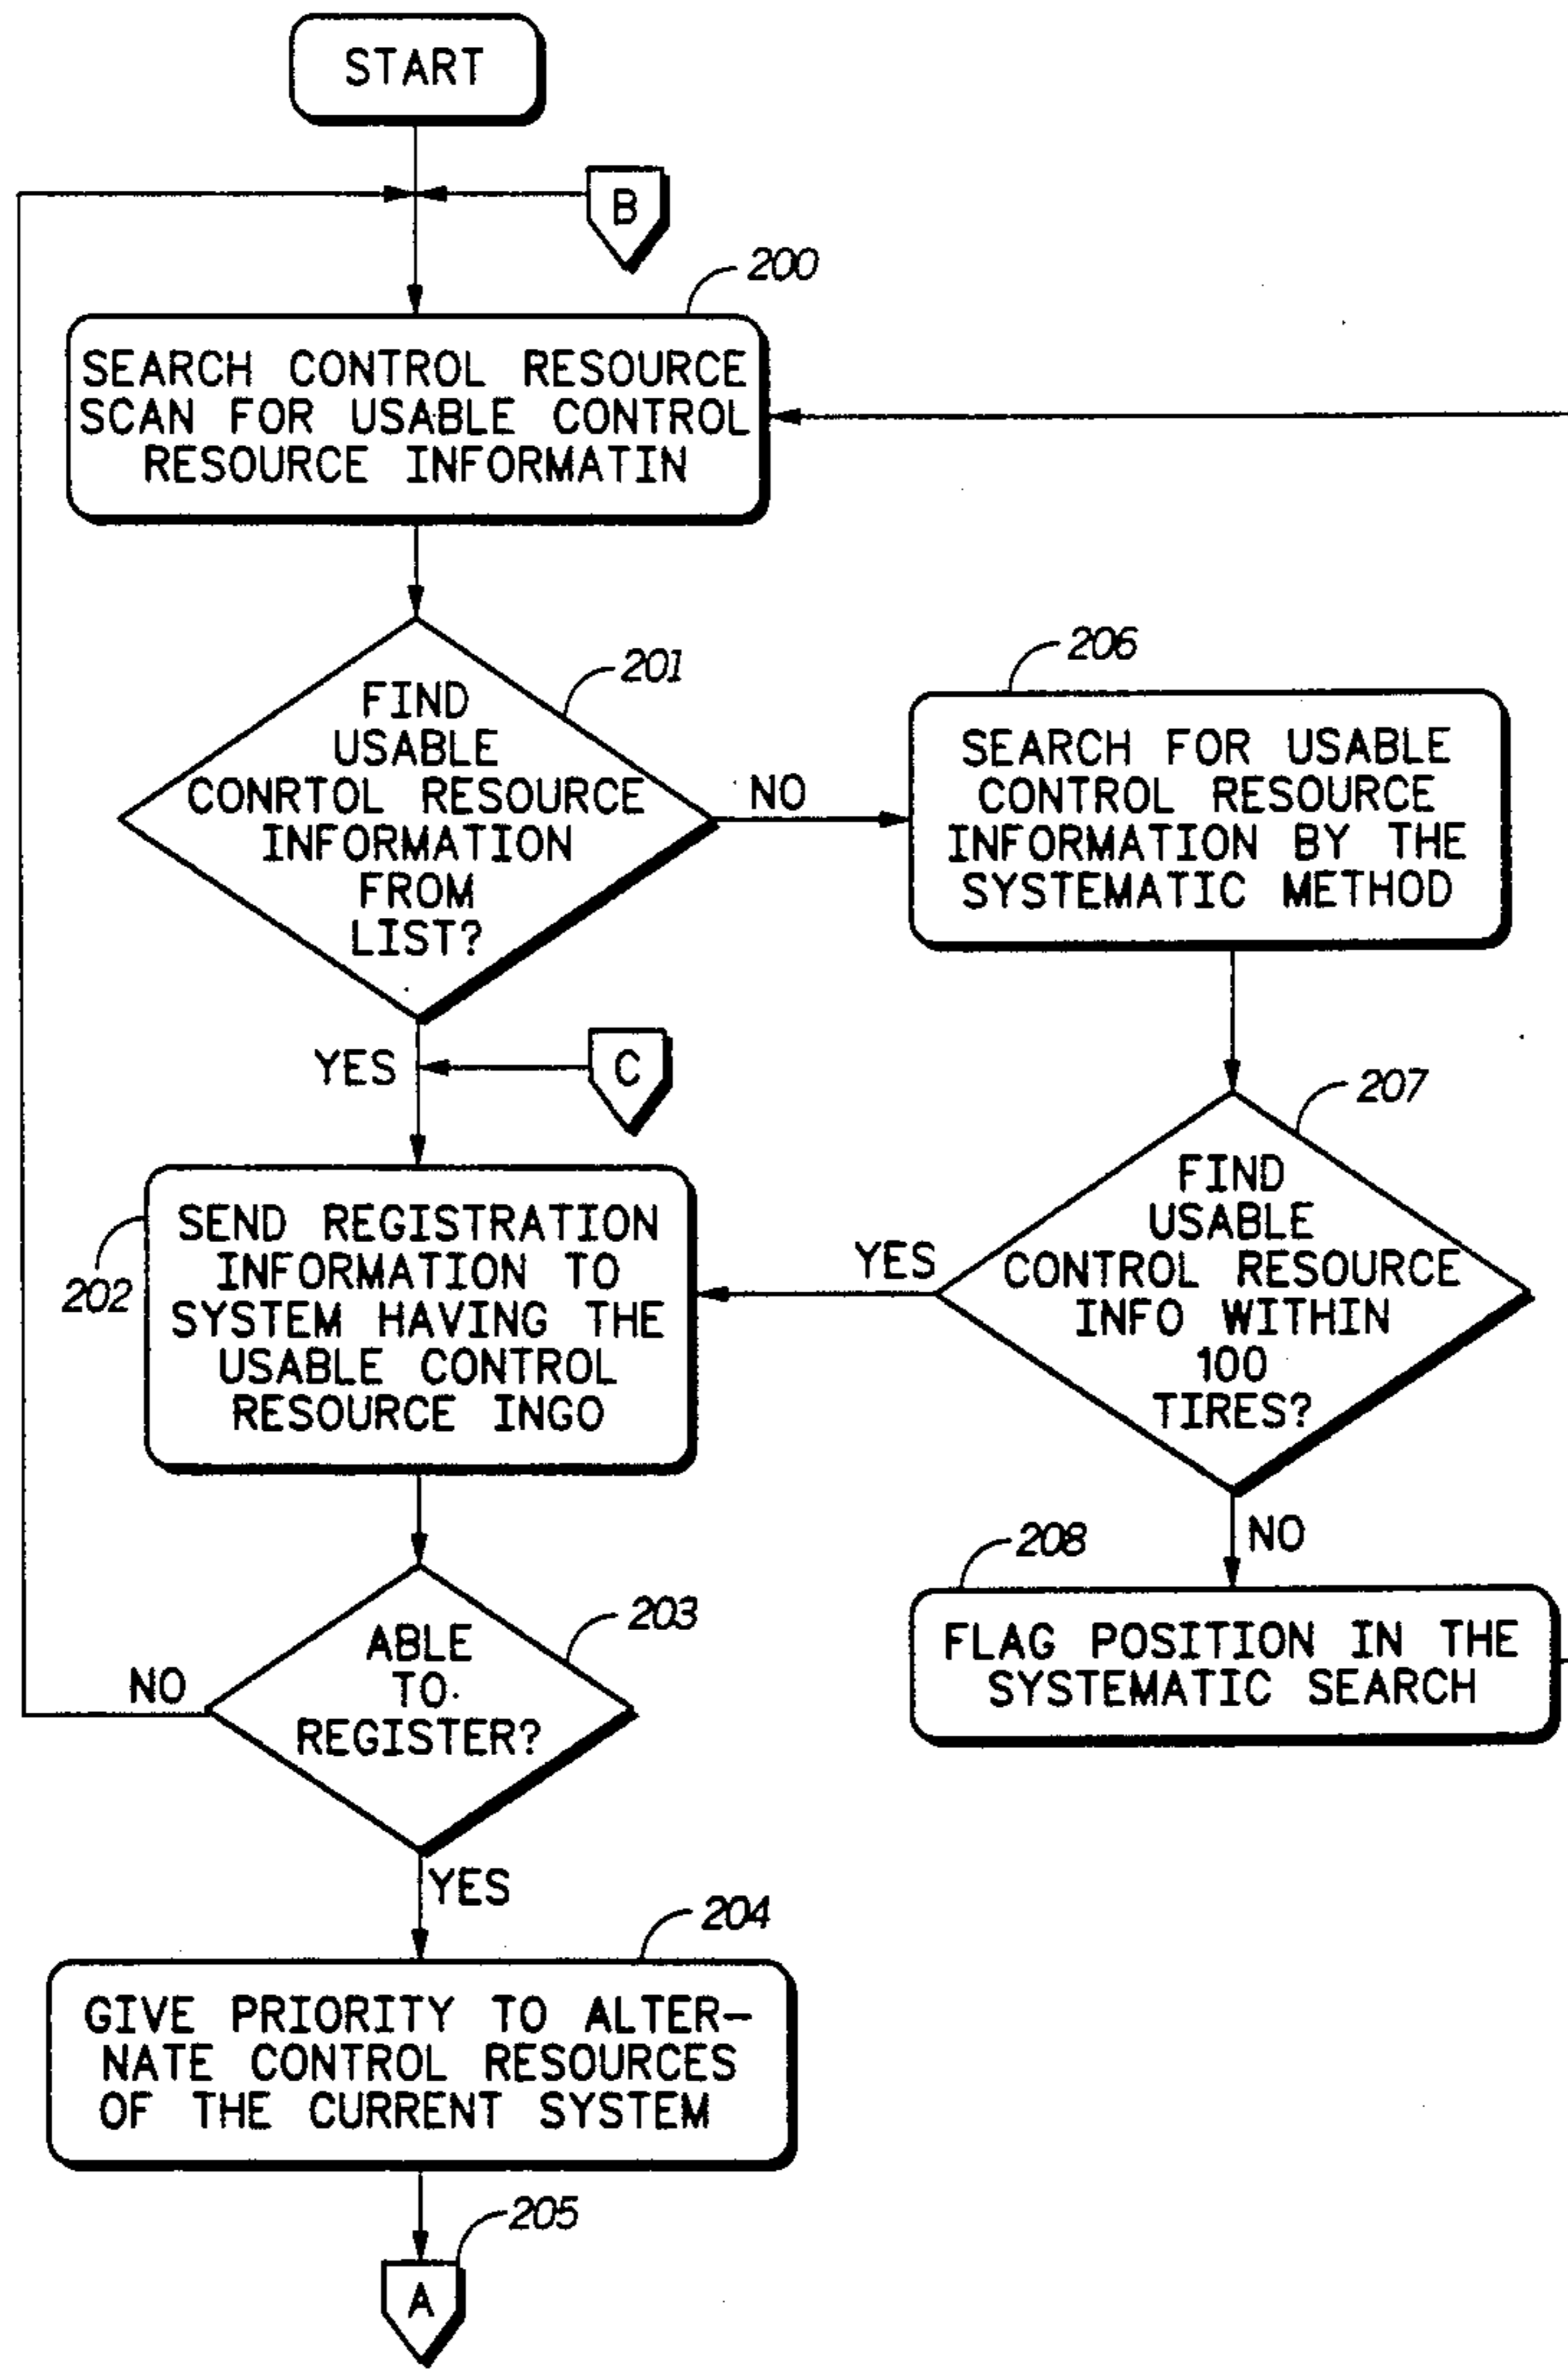 START
B
200
SEARCH CONTROL RESOURCE
SCAN FOR USABLE CONTROL
RESOURCE INFORMATIN
201
FIND
USABLE
CONRTOL RESOURCE
INFORMATION
FROM
LIST?
NO
206
SEARCH FOR USABLE
CONTROL RESOURCE
INFORMATION BY THE
SYSTEMATIC METHOD
YES
C
207
FIND
USABLE
CONTROL RESOURCE
INFO WITHIN
100
TIRES?
YES
202
SEND REGISTRATION
INFORMATION TO
SYSTEM HAVING THE
USABLE CONTROL
RESOURCE INGO
NO
208
FLAG POSITION IN THE
SYSTEMATIC SEARCH
203
ABLE
TO
REGISTER?
NO
YES
204
GIVE PRIORITY TO ALTER-
NATE CONTROL RESOURCES
OF THE CURRENT SYSTEM
205
A